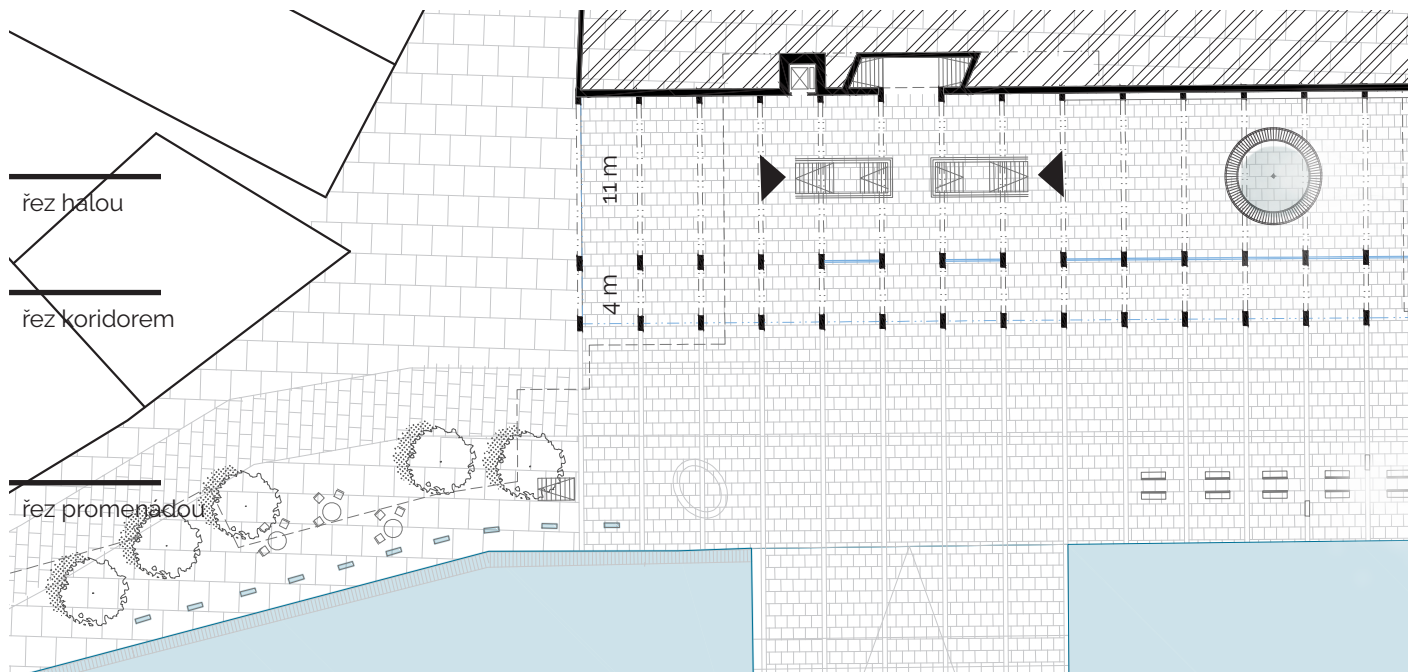 11 m
řez halou
4 m
řez koridorem
řez promenádou